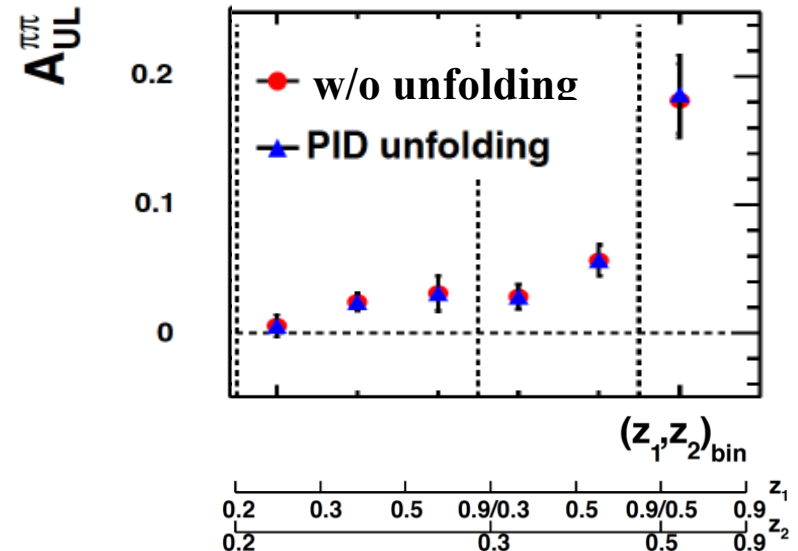 A_UL^ππ
0.2
w/o unfolding
PID unfolding
0.1
0
(z₁,z₂)bin
z₁
0.2 0.3 0.5 0.9/0.3 0.5 0.9/0.5 0.9
z₂
0.2 0.3 0.5 0.9